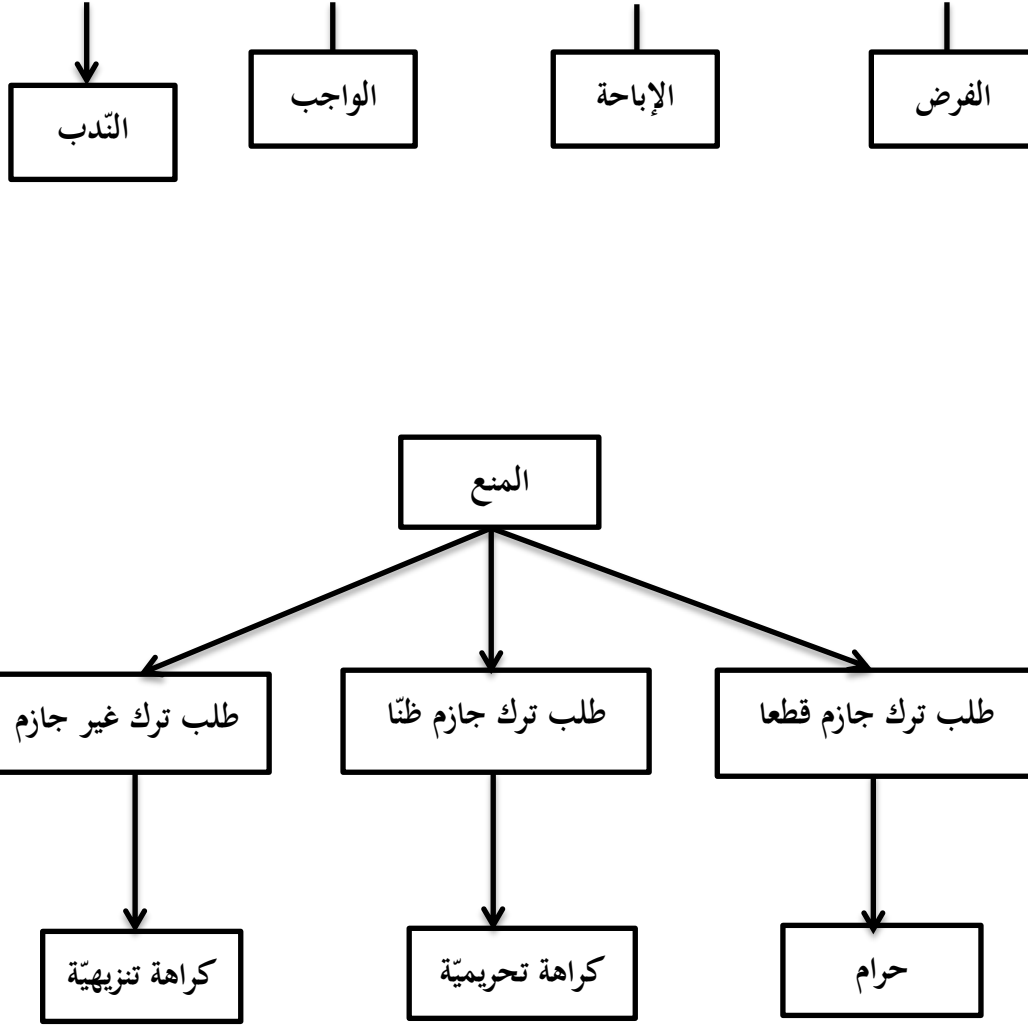 الفرض
الإباحة
الواجب
النّدب
المنع
طلب ترك جازم قطعا
طلب ترك جازم ظنّا
طلب ترك غير جازم
حرام
كراهة تحريميّة
كراهة تنزيهيّة